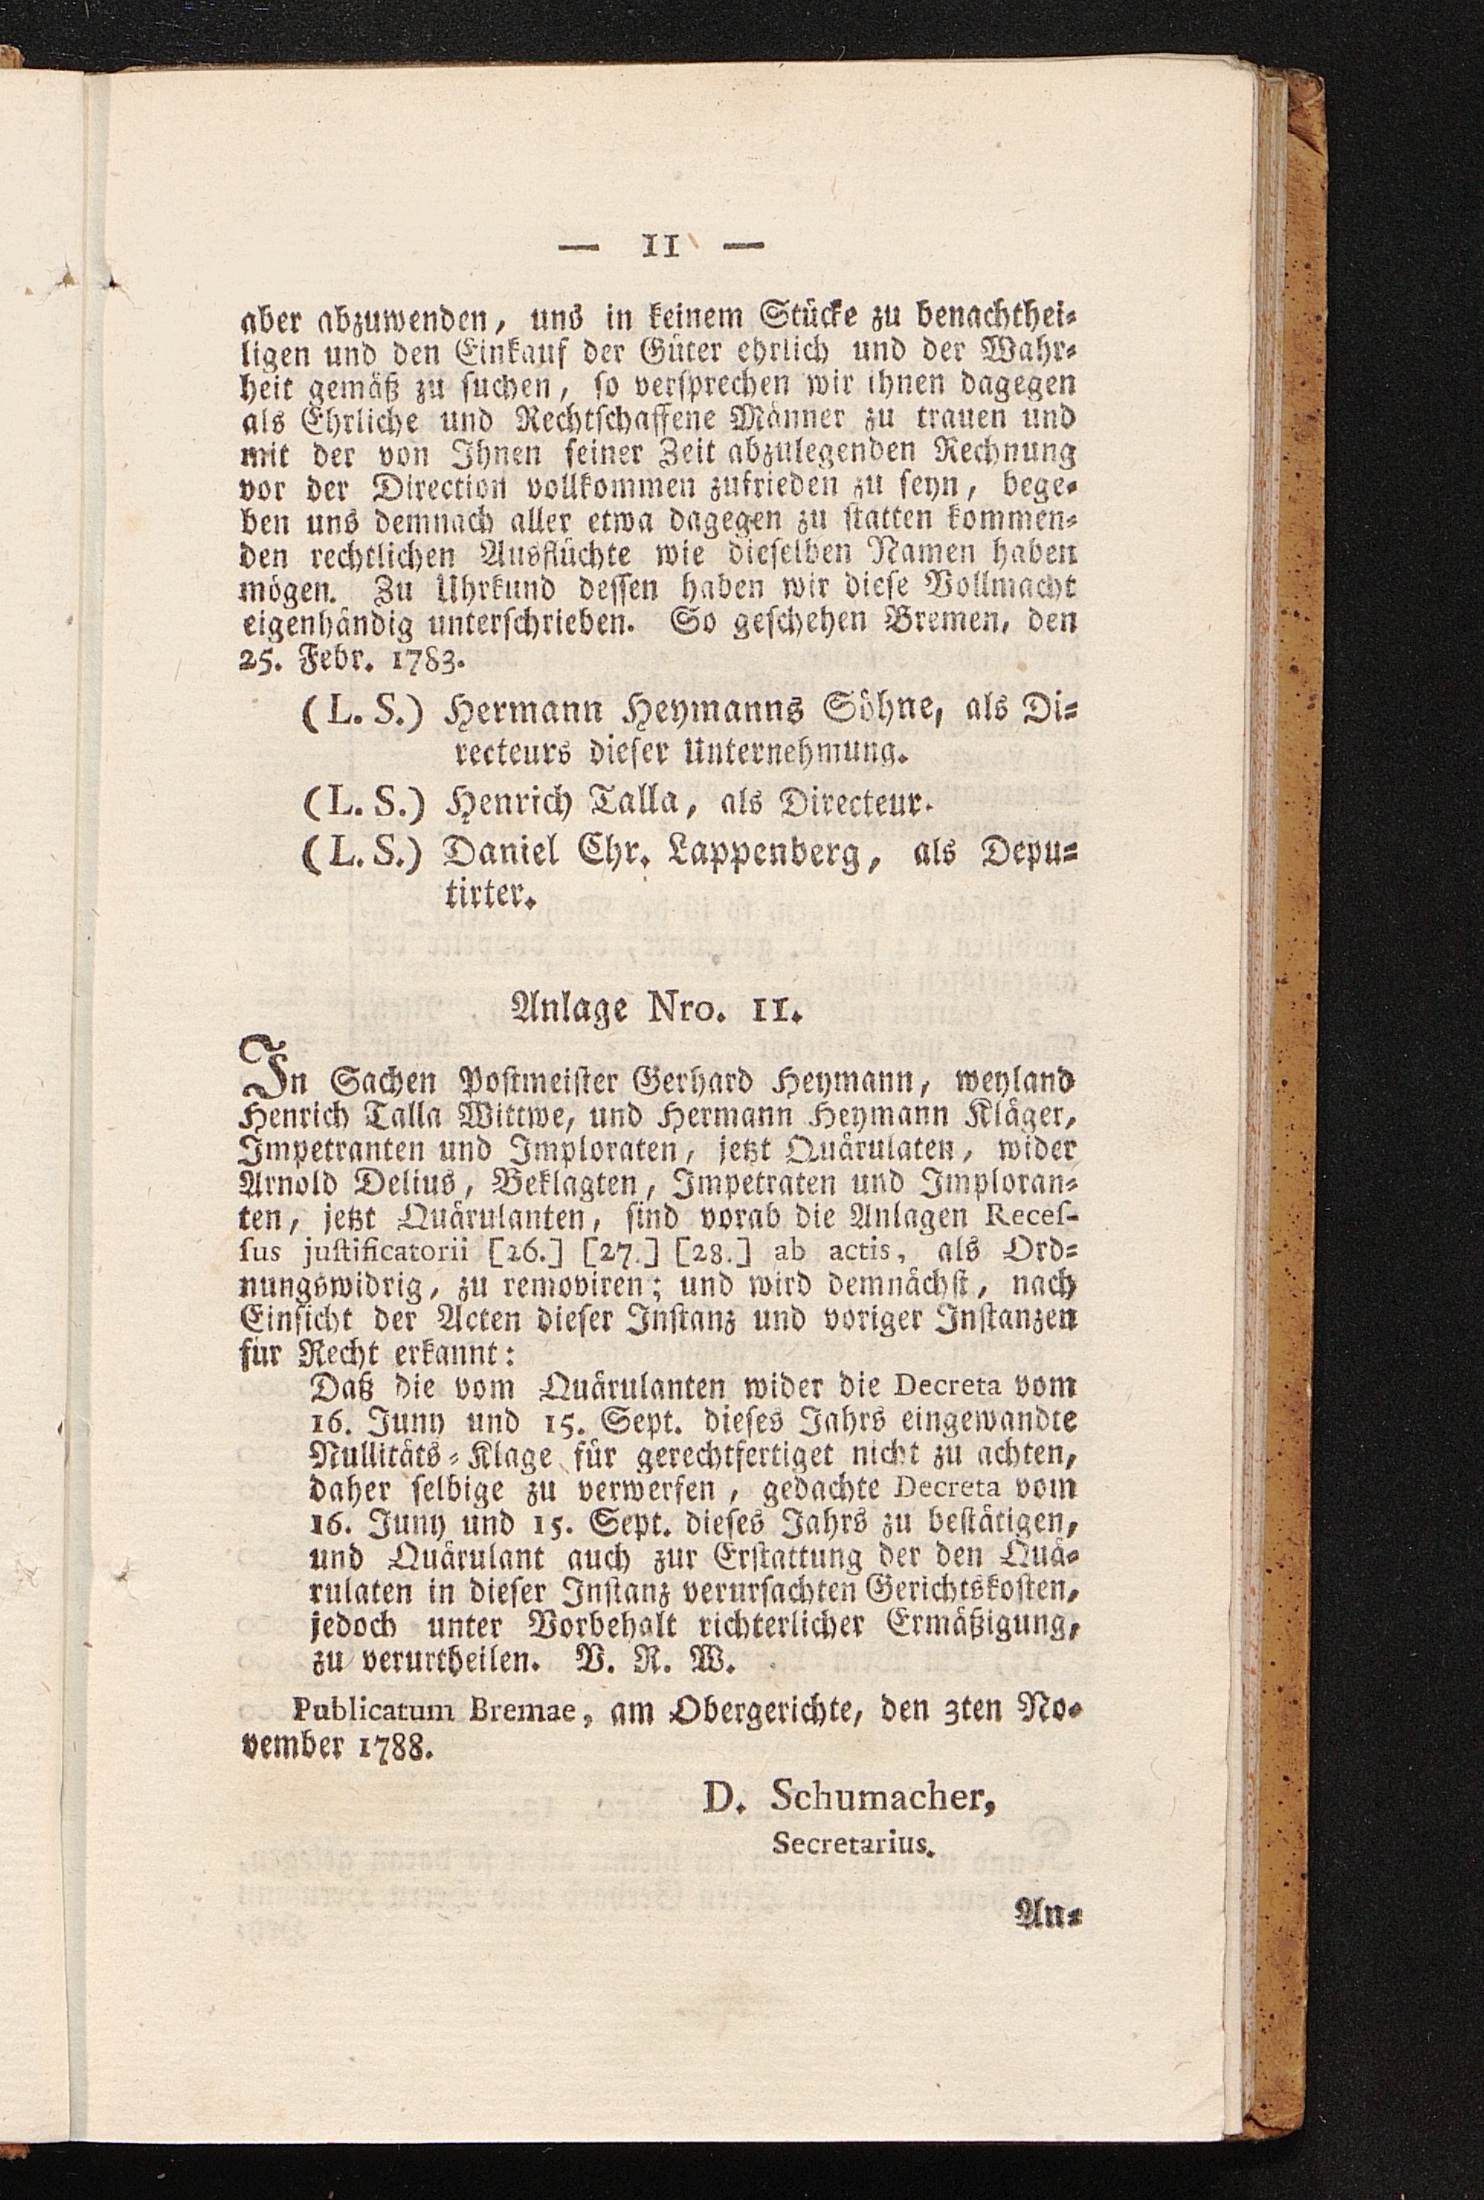 — 11 —
aber abzuwenden, uns in keinem Stücke zu benachthei-
ligen und den Einkauf der Güter ehrlich und der Wahr-
heit gemäß zu suchen, so versprechen wir ihnen dagegen
als Ehrliche und Rechtschaffene Männer zu trauen und
mit der von Ihnen seiner Zeit abzulegenden Rechnung
vor der Direction vollkommen zufrieden zu seyn, bege-
ben uns demnach aller etwa dagegen zu statten kommen-
den rechtlichen Ausflüchte wie dieselben Namen haben
mögen. Zu Uhrkund dessen haben wir diese Vollmacht
eigenhändig unterschrieben. So geschehen Bremen, den
25. Febr. 1783.
(L. S.) Hermann Heymanns Söhne, als Di-
recteurs dieser Unternehmung.
(L. S.) Henrich Talla, als Directeur.
(L. S.) Daniel Chr. Lappenberg, als Depu-
tirter.
Anlage Nro. 11.
In Sachen Postmeister Gerhard Heymann, weyland
Henrich Talla Wittwe, und Hermann Heymann Kläger,
Impetranten und Imploraten, jetzt Quärulaten, wider
Arnold Delius, Beklagten, Impetraten und Imploran-
ten, jetzt Quärulanten, sind vorab die Anlagen Recesſ-
ſus juſtificatorii [26.] [27.] [28.] ab actis, als Ord-
nungswidrig, zu removiren; und wird demnächst, nach
Einsicht der Acten dieser Instanz und voriger Instanzen
für Recht erkannt:
Daß die vom Quärulanten wider die Decreta vom
16. Juny und 15. Sept. dieses Jahrs eingewandte
Nullitäts-Klage für gerechtfertiget nicht zu achten,
daher selbige zu verwerfen, gedachte Decreta vom
16. Juny und 15. Sept. dieses Jahrs zu bestätigen,
und Quärulant auch zur Erstattung der den Quä-
rulaten in dieser Instanz verursachten Gerichtskosten,
jedoch unter Vorbehalt richterlicher Ermäßigung,
zu verurtheilen. V. R. W.
Publicatum Bremae, am Obergerichte, den 3ten No-
vember 1788.
D. Schumacher,
Secretarius.
An-